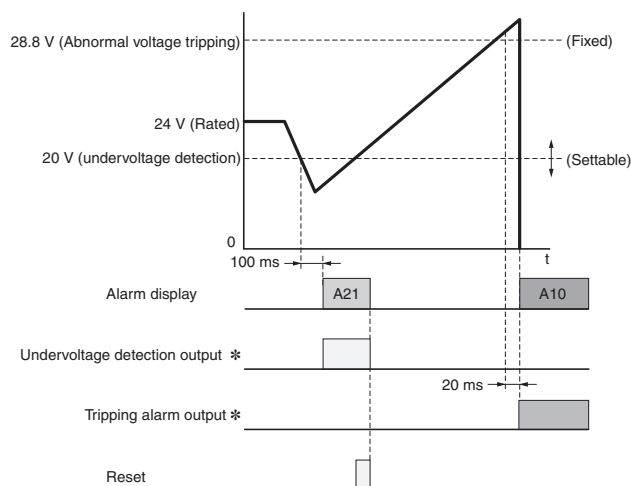 28.8 V (Abnormal voltage tripping)
(Fixed)
24 V (Rated)
20 V (undervoltage detection)
(Settable)
0
t
100 ms
Alarm display
A21
A10
Undervoltage detection output *
20 ms
Tripping alarm output *
Reset